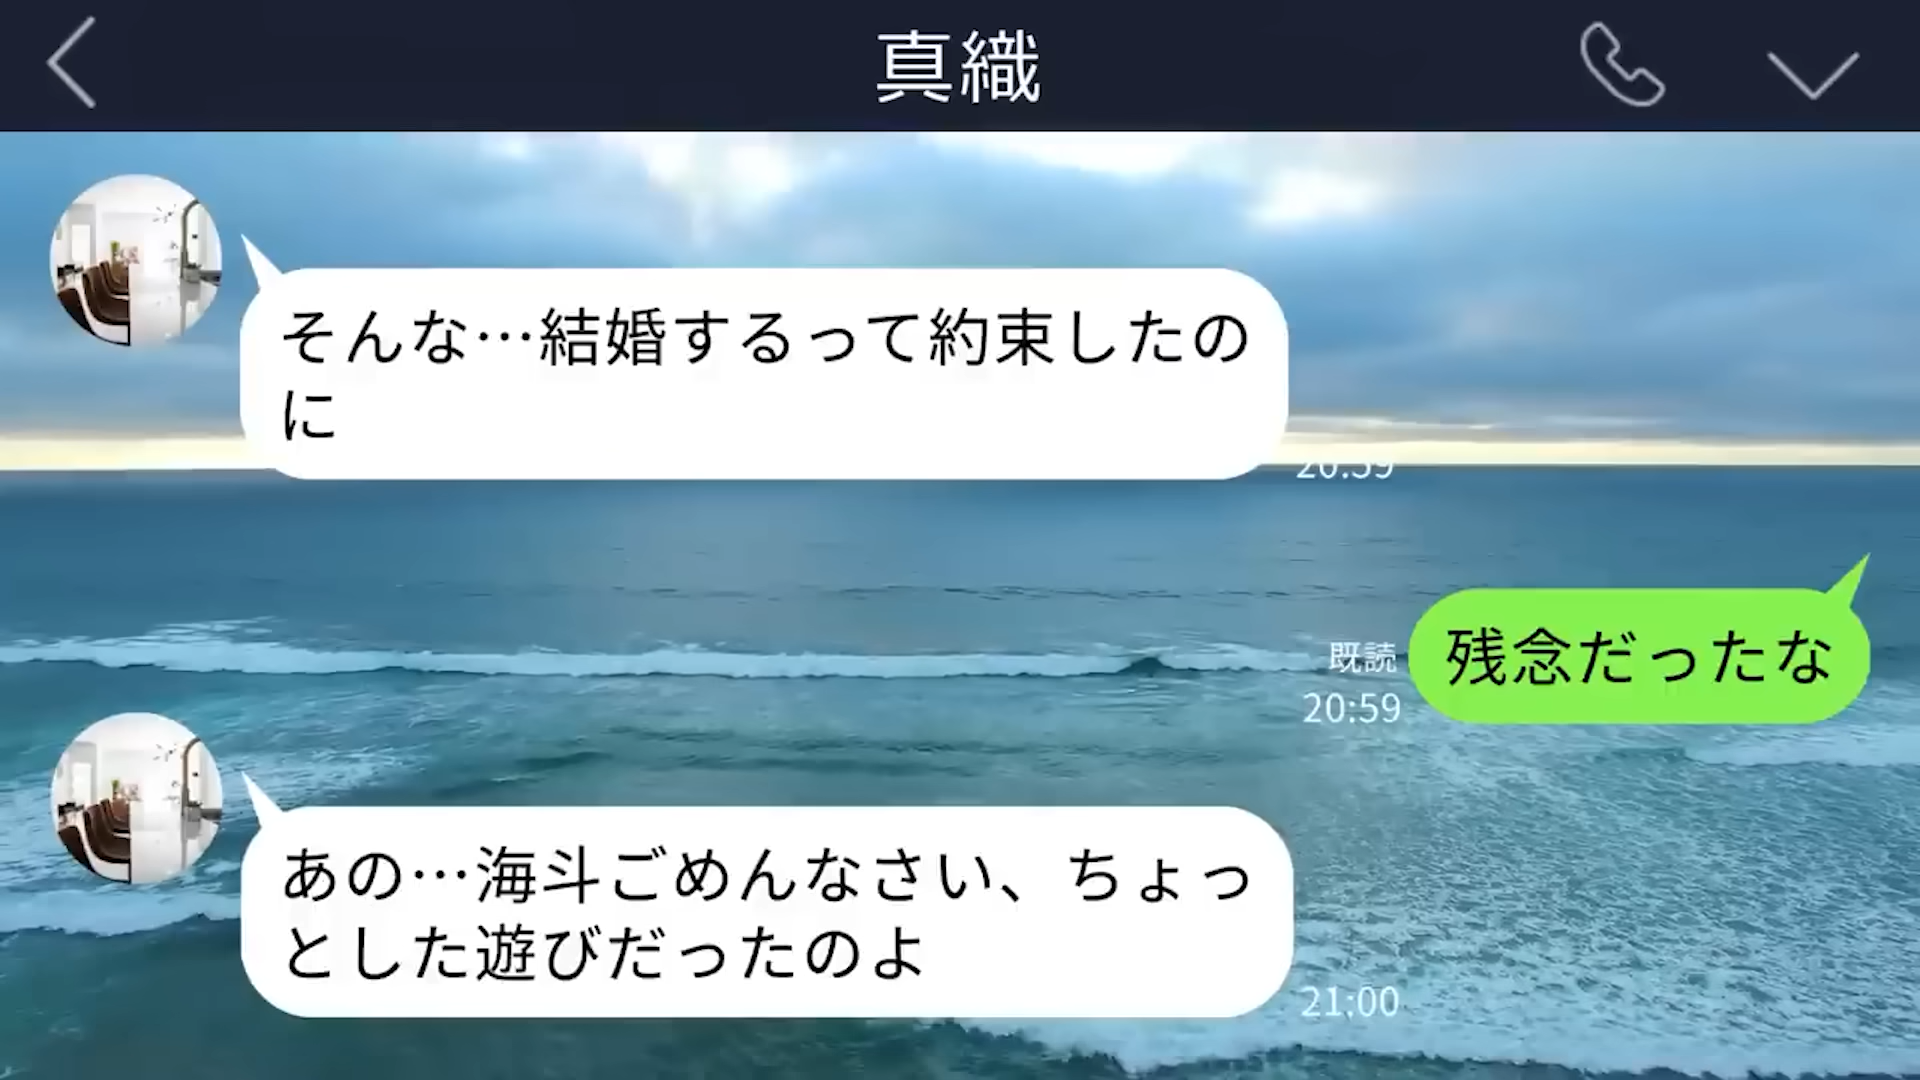 真織
そんな…結婚するって約束したの
に
20:59
残念だったな
既読
20:59
あの…海斗ごめんなさい、ちょっ
とした遊びだったのよ
21:00